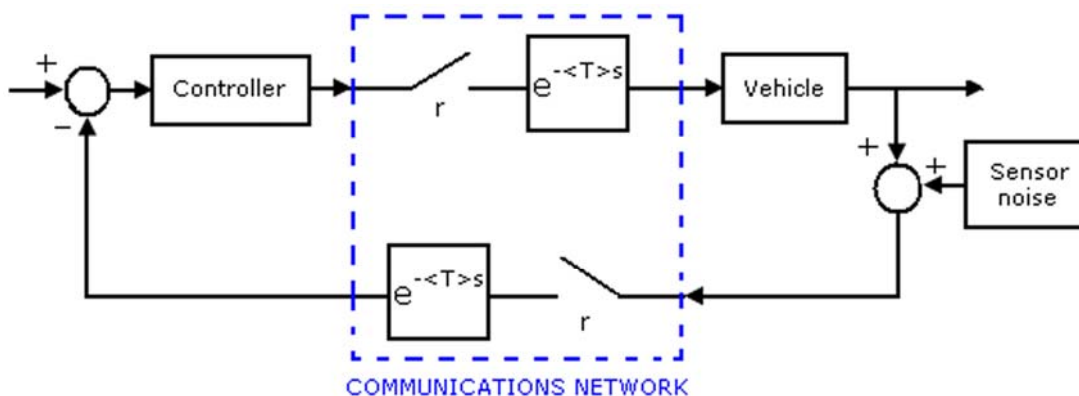 +
−
Controller
r
e-<T>s
Vehicle
+
+
Sensor
noise
e-<T>s
r
COMMUNICATIONS NETWORK